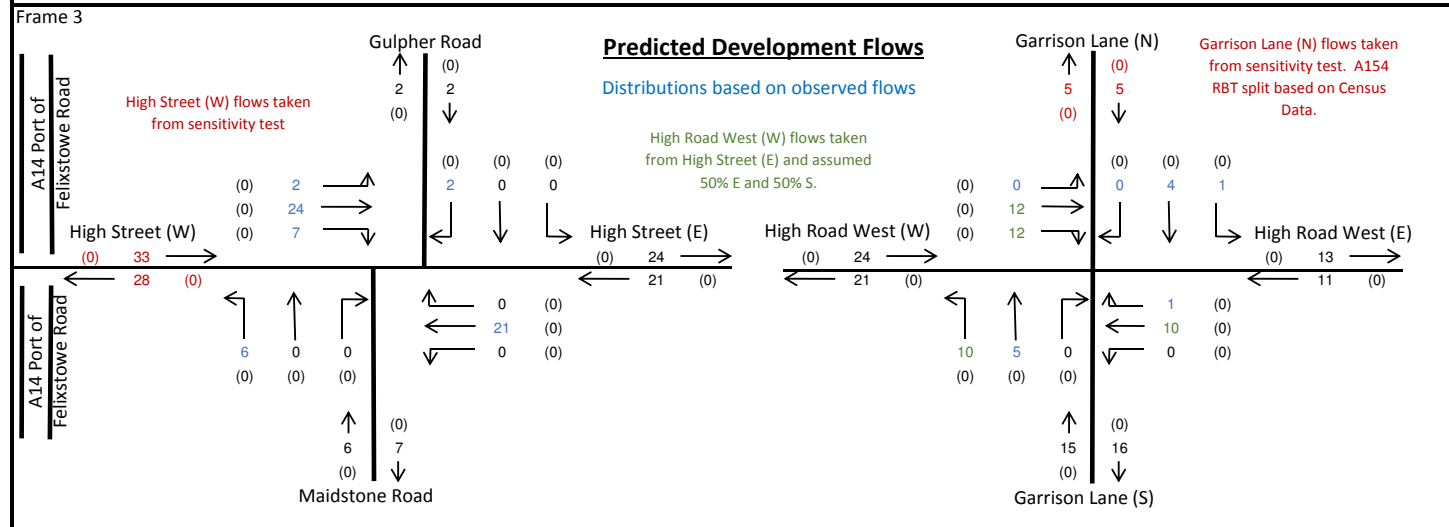 Frame 3
Gulpher Road
Predicted Development Flows
Garrison Lane (N)
Garrison Lane (N) flows taken
from sensitivity test. A154
RBT split based on Census
Data.
A14 Port of
Felixstowe Road
High Street (W) flows taken
from sensitivity test
(0)
2 2
(0)
Distributions based on observed flows
High Road West (W) flows taken
from High Street (E) and assumed
50% E and 50% S.
(0)
5 5
(0)
(0) 2
(0) 24
(0) 7
(0) (0) (0)
2 0 0
(0) 0
(0) 12
(0) 12
(0) (0) (0)
0 4 1
High Street (W)
(0) 33
28 (0)
High Street (E)
(0) 24
21 (0)
High Road West (W)
(0) 24
21 (0)
High Road West (E)
(0) 13
11 (0)
A14 Port of
Felixstowe Road
6 0 0
(0) (0) (0)
0 (0)
21 (0)
0 (0)
10 5 0
(0) (0) (0)
1 (0)
10 (0)
0 (0)
(0)
6 7
(0)
Maidstone Road
(0)
15 16
(0)
Garrison Lane (S)